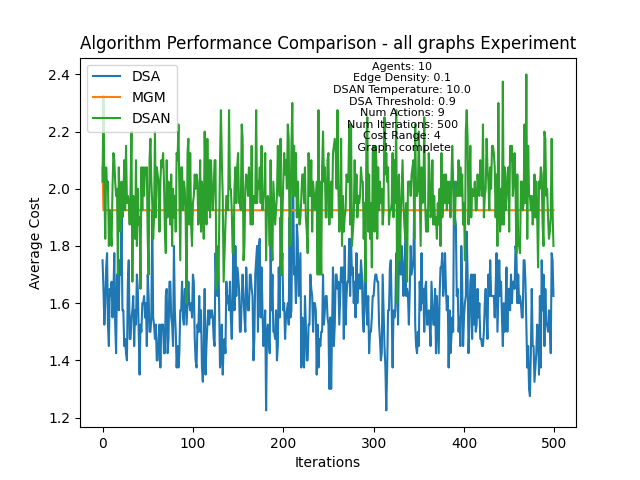 Algorithm Performance Comparison - all graphs Experiment
DSA
MGM
DSAN
Agents: 10
Edge Density: 0.1
DSAN Temperature: 10.0
DSA Threshold: 0.9
Num Actions: 9
Num Iterations: 500
Cost Range: 4
Graph: complete
Average Cost
2.4
2.2
2.0
1.8
1.6
1.4
1.2
0
100
200
300
400
500
Iterations